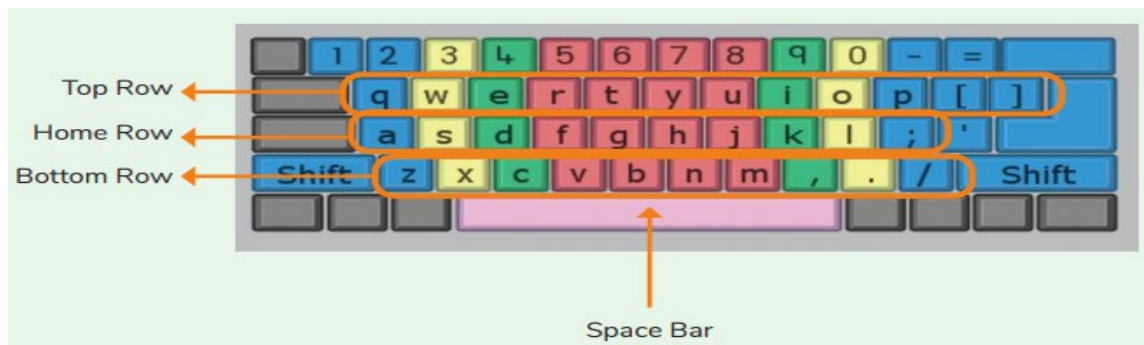 1 2 3 4 5 6 7 8 9 0 - =
Top Row
q w e r t y u i o p [ ]
Home Row
a s d f g h j k l ; '
Bottom Row
Shift z x c v b n m , . / Shift
Space Bar